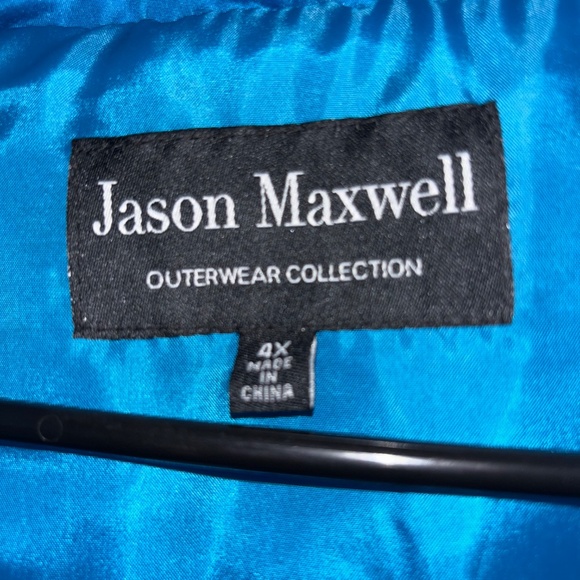 Jason Maxwell
OUTERWEAR COLLECTION
4X
MADE
IN
CHINA